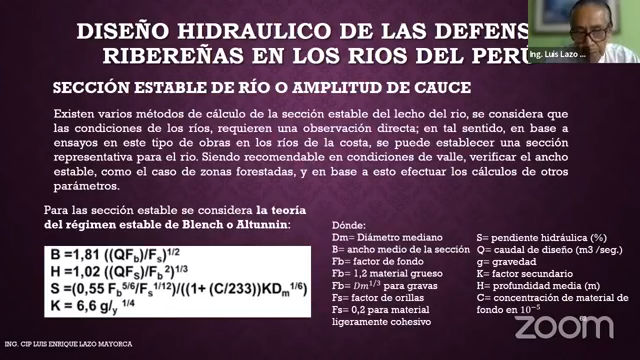 DISEÑO HIDRAULICO DE LAS DEFENS
RIBEREÑAS EN LOS RIOS DEL PERÚ
Ing. Luis Lazo ...
SECCIÓN ESTABLE DE RÍO O AMPLITUD DE CAUCE
Existen varios métodos de cálculo de la sección estable del lecho del rio, se considera que
las condiciones de los ríos, requieren una observación directa; en tal sentido, en base a
ensayos en este tipo de obras en los ríos de la costa, se puede establecer una sección
representativa para el rio. Siendo recomendable en condiciones de valle, verificar el ancho
estable, como el caso de zonas forestadas, y en base a esto efectuar los cálculos de otros
parámetros.
Para las sección estable se considera la teoría
del régimen estable de Blench o Altunnin:
B =1,81 ((QFb)/Fs)^1/2
H =1,02 ((QFs)/Fb^2)^1/3
S =(0,55 Fb^5/6/Fs^1/12)/((1+ (C/233))KDm^1/6)
K = 6,6 g/y ^1/4
Dónde:
Dm= Diámetro mediano
B= ancho medio de la sección
Fb= factor de fondo
Fb= 1,2 material grueso
Fb= Dm^1/3 para gravas
Fs= factor de orillas
Fs= 0,2 para material
ligeramente cohesivo
S= pendiente hidráulica (%)
Q= caudal de diseño (m3 /seg.)
g= gravedad
K= factor secundario
H= profundidad media (m)
C= concentración de material de
fondo en 10^-5
zoom
ING. CIP LUIS ENRIQUE LAZO MAYORCA